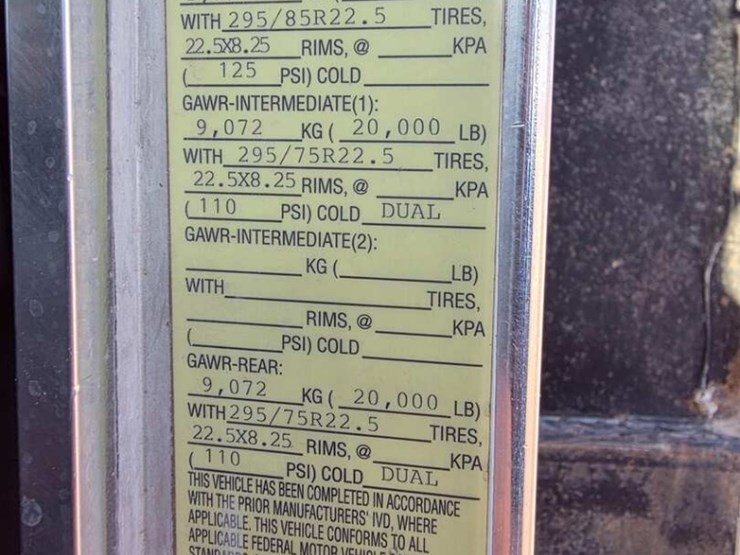 WITH 295/85R22.5 TIRES,
22.5X8.25 RIMS, @ KPA
( 125 PSI) COLD
GAWR-INTERMEDIATE(1):
9,072 KG ( 20,000 LB)
WITH 295/75R22.5 TIRES,
22.5X8.25 RIMS, @ KPA
( 110 PSI) COLD DUAL
GAWR-INTERMEDIATE(2):
KG ( LB)
WITH TIRES,
RIMS, @ KPA
( PSI) COLD
GAWR-REAR:
9,072 KG ( 20,000 LB)
WITH 295/75R22.5 TIRES,
22.5X8.25 RIMS, @ KPA
( 110 PSI) COLD DUAL
THIS VEHICLE HAS BEEN COMPLETED IN ACCORDANCE
WITH THE PRIOR MANUFACTURERS' IVD, WHERE
APPLICABLE. THIS VEHICLE CONFORMS TO ALL
APPLICABLE FEDERAL MOTOR VEHICLE